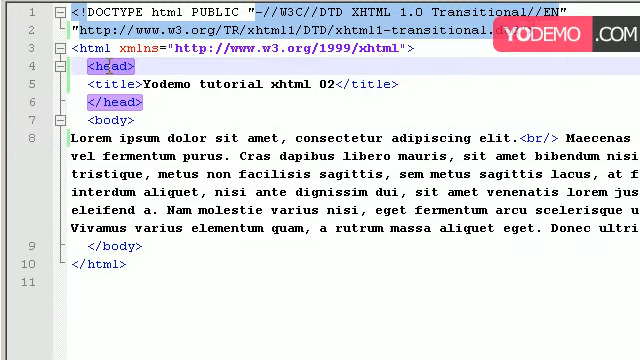 1 <!DOCTYPE html PUBLIC "-//W3C//DTD XHTML 1.0 Transitional//EN"
2 "http://www.w3.org/TR/xhtml1/DTD/xhtml1-transitional.d
YODEMO .COM
3 <html xmlns="http://www.w3.org/1999/xhtml">
4 <head>
5 <title>Yodemo tutorial xhtml 02</title>
6 </head>
7 <body>
8 Lorem ipsum dolor sit amet, consectetur adipiscing elit.<br/> Maecenas
vel fermentum purus. Cras dapibus libero mauris, sit amet bibendum nisi
tristique, metus non facilisis sagittis, sem metus sagittis lacus, at f
interdum aliquet, nisi ante dignissim dui, sit amet venenatis lorem jus
eleifend a. Nam molestie varius nisi, eget fermentum arcu scelerisque u
Vivamus varius elementum quam, a rutrum massa aliquet eget. Donec ultri
9 </body>
10 </html>
11